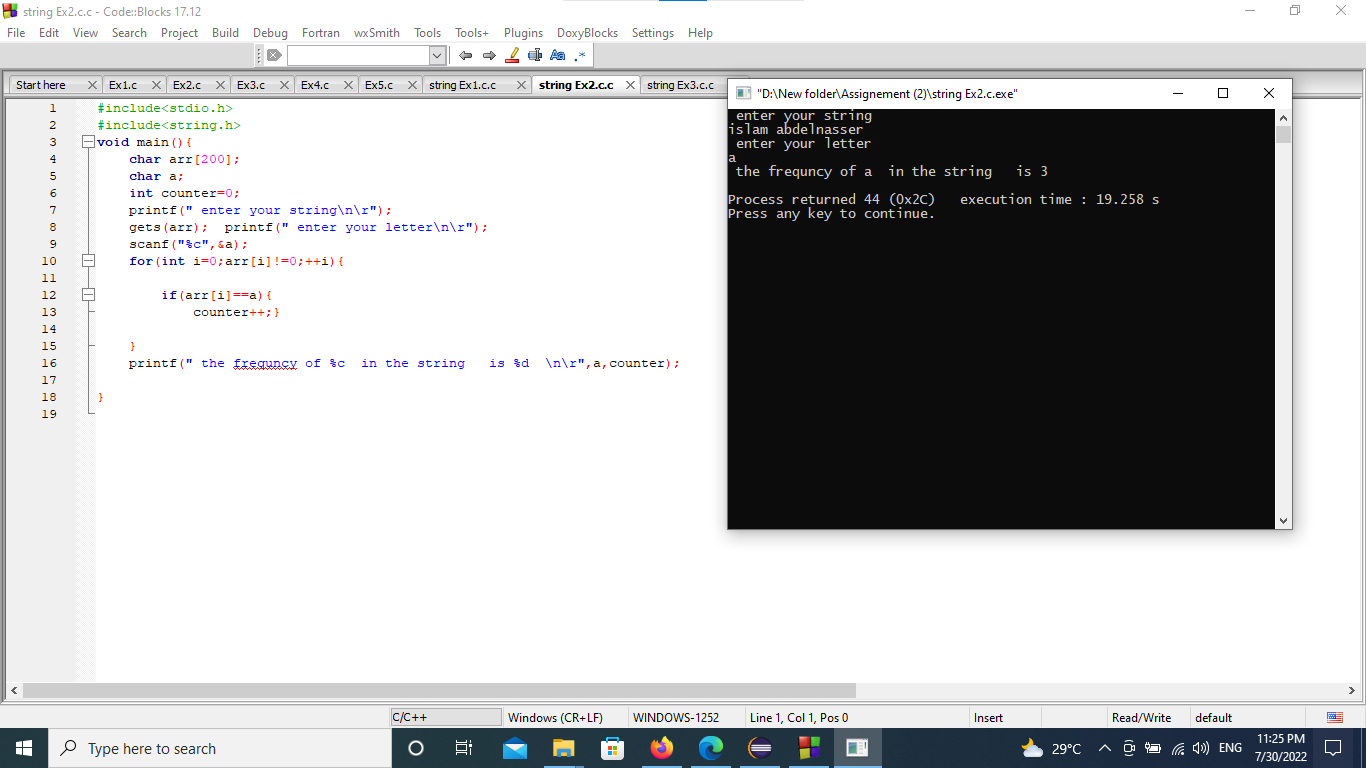 string Ex2.c.c - Code::Blocks 17.12
File Edit View Search Project Build Debug Fortran wxSmith Tools Tools+ Plugins DoxyBlocks Settings Help
Aa .*
Start here Ex1.c Ex2.c Ex3.c Ex4.c Ex5.c string Ex1.c.c string Ex2.c.c string Ex3.c.c
1 #include<stdio.h>
2 #include<string.h>
3 void main(){
4 char arr[200];
5 char a;
6 int counter=0;
7 printf(" enter your string\n\r");
8 gets(arr);  printf(" enter your letter\n\r");
9 scanf("%c",&a);
10 for(int i=0;arr[i]!=0;++i){
11
12 if(arr[i]==a){
13 counter++;}
14
15 }
16 printf(" the frequncy of %c  in the string   is %d  \n\r",a,counter);
17
18 }
19
"D:\New folder\Assignement (2)\string Ex2.c.exe"
enter your string
islam abdelnasser
enter your letter
a
the frequncy of a  in the string   is 3
Process returned 44 (0x2C)   execution time : 19.258 s
Press any key to continue.
C/C++ Windows (CR+LF) WINDOWS-1252 Line 1, Col 1, Pos 0 Insert Read/Write default
Type here to search 29°C ENG 11:25 PM
7/30/2022